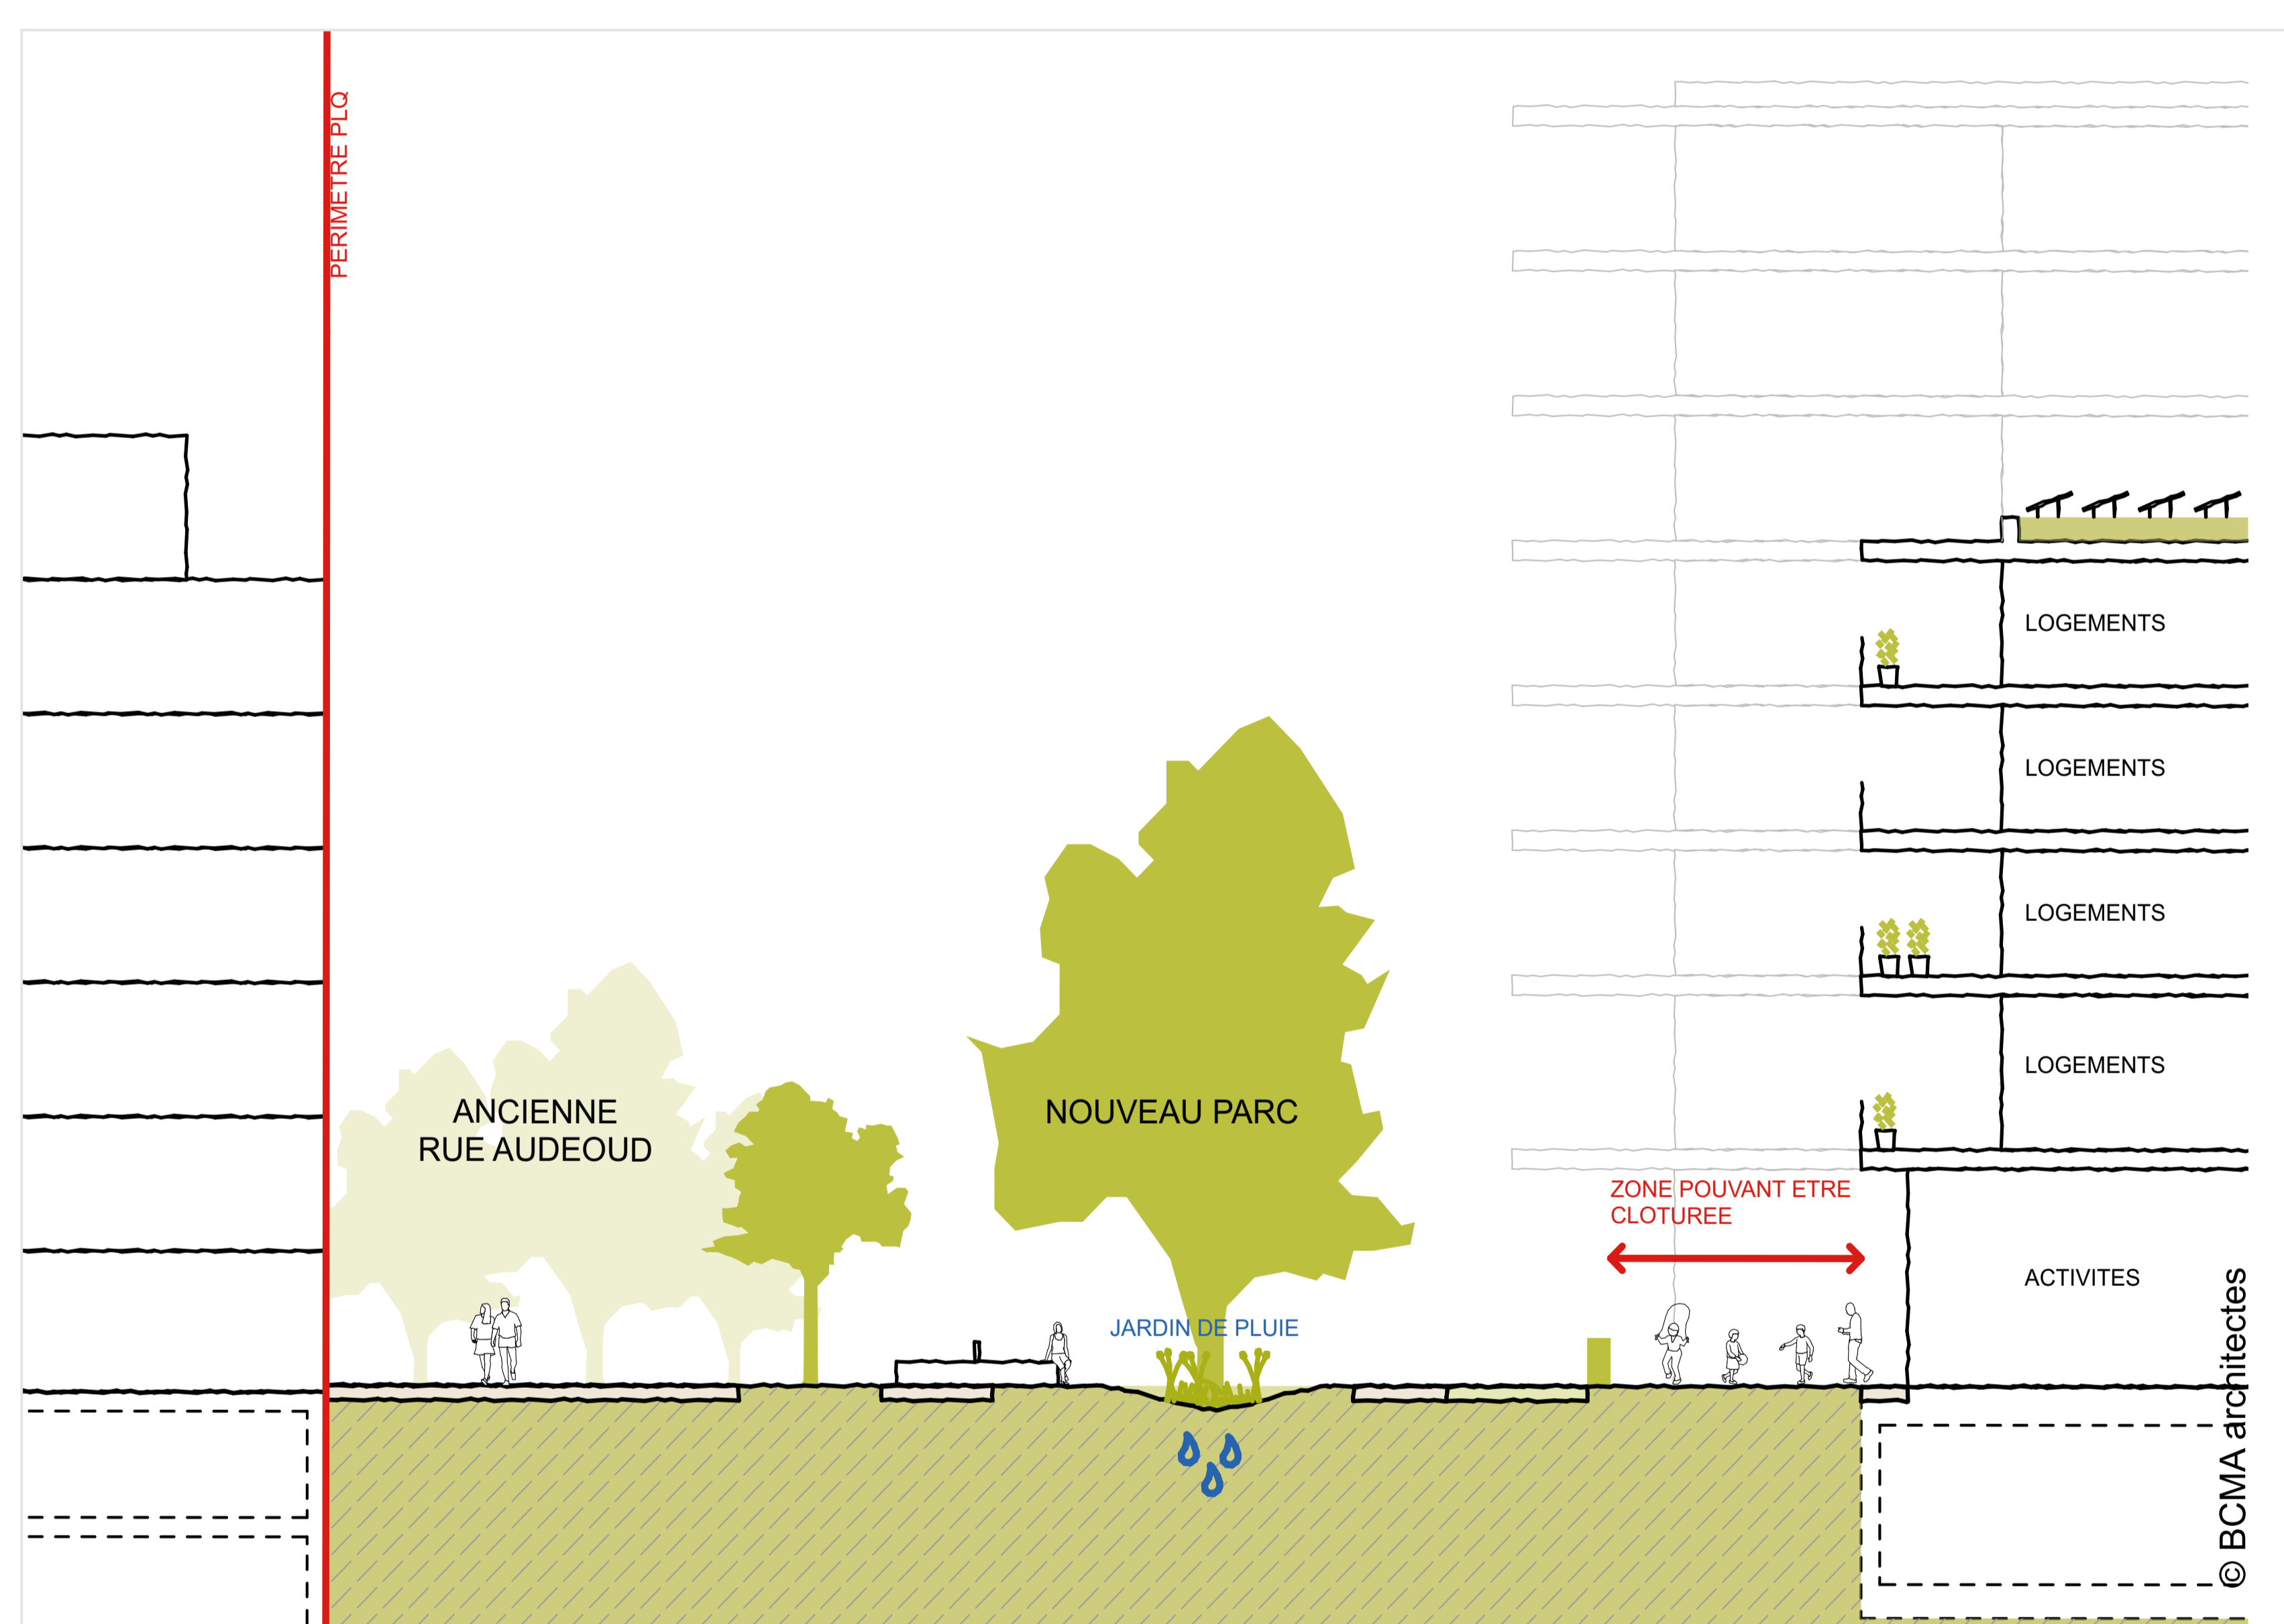 PERIMETRE PLQ
LOGEMENTS
LOGEMENTS
LOGEMENTS
LOGEMENTS
ANCIENNE
RUE AUDEOUD
NOUVEAU PARC
ZONE POUVANT ETRE
CLOTUREE
ACTIVITES
JARDIN DE PLUIE
© BCMA architectes